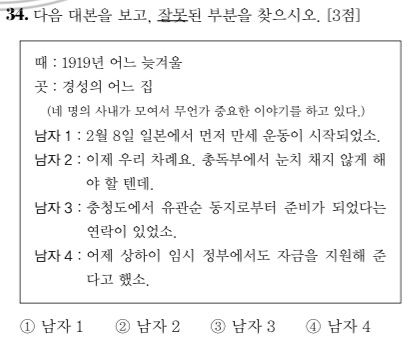 34. 다음 대본을 보고, 잘못된 부분을 찾으시오. [3점]
때 : 1919년 어느 늦겨울
곳 : 경성의 어느 집
(네 명의 사내가 모여서 무언가 중요한 이야기를 하고 있다.)
남자 1 : 2월 8일 일본에서 먼저 만세 운동이 시작되었소.
남자 2 : 이제 우리 차례요. 총독부에서 눈치 채지 않게 해
야 할 텐데.
남자 3 : 충청도에서 유관순 동지로부터 준비가 되었다는
연락이 있었소.
남자 4 : 어제 상하이 임시 정부에서도 자금을 지원해 준
다고 했소.
① 남자 1 ② 남자 2 ③ 남자 3 ④ 남자 4